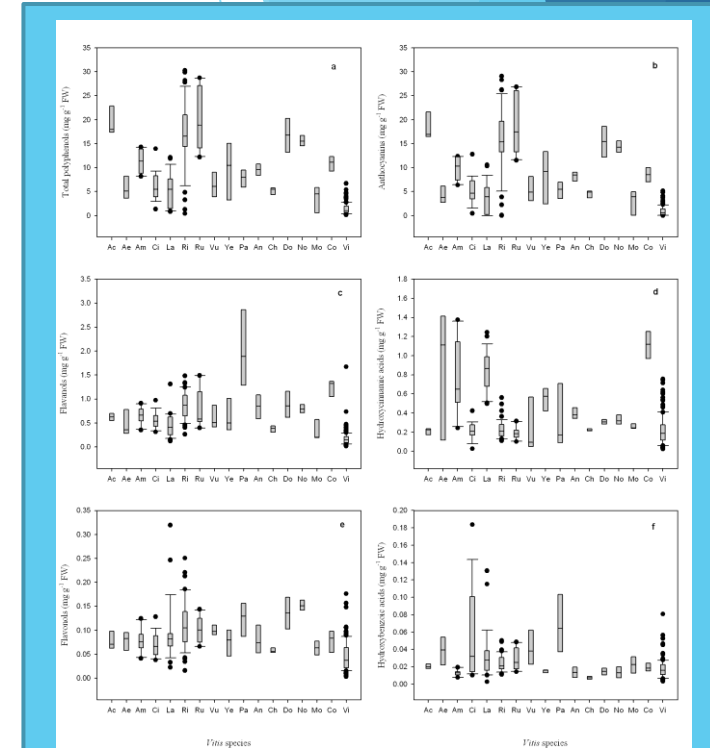 Total polyphenols (mg g⁻¹ FW)
35
30
25
20
15
10
5
0
a
Ac Ae Am Ci La Ri Ru Vu Ye Pa An Ch Do No Mo Co Vi
Anthocyanins (mg g⁻¹ FW)
35
30
25
20
15
10
5
0
b
Ac Ae Am Ci La Ri Ru Vu Ye Pa An Ch Do No Mo Co Vi
Flavanols (mg g⁻¹ FW)
3.5
3.0
2.5
2.0
1.5
1.0
0.5
0.0
c
Ac Ae Am Ci La Ri Ru Vu Ye Pa An Ch Do No Mo Co Vi
Hydroxycinnamic acids (mg g⁻¹ FW)
1.8
1.6
1.4
1.2
1.0
0.8
0.6
0.4
0.2
0.0
d
Ac Ae Am Ci La Ri Ru Vu Ye Pa An Ch Do No Mo Co Vi
Flavonols (mg g⁻¹ FW)
0.35
0.30
0.25
0.20
0.15
0.10
0.05
0.00
e
Ac Ae Am Ci La Ri Ru Vu Ye Pa An Ch Do No Mo Co Vi
Vitis species
Hydroxybenzoic acids (mg g⁻¹ FW)
0.20
0.18
0.16
0.14
0.12
0.10
0.08
0.06
0.04
0.02
0.00
f
Ac Ae Am Ci La Ri Ru Vu Ye Pa An Ch Do No Mo Co Vi
Vitis species